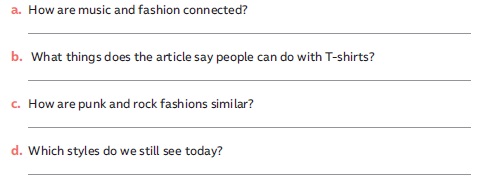 a. How are music and fashion connected?
b. What things does the article say people can do with T-shirts?
c. How are punk and rock fashions similar?
d. Which styles do we still see today?